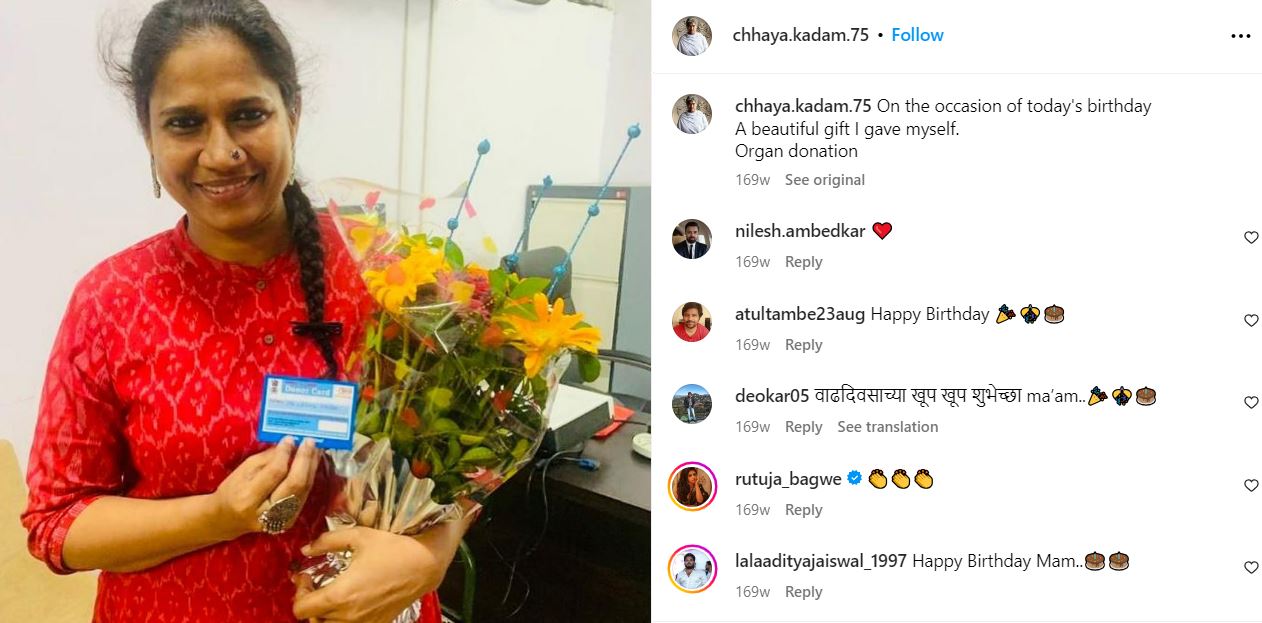 Donor Card
chhaya.kadam.75 • Follow
chhaya.kadam.75 On the occasion of today's birthday
A beautiful gift I gave myself.
Organ donation
169w See original
nilesh.ambedkar ❤️
169w Reply
atultambe23aug Happy Birthday 🎉💐🎂
169w Reply
deokar05 वाढदिवसाच्या खूप खूप शुभेच्छा ma'am..🎉💐🎂
169w Reply See translation
rutuja_bagwe 👏👏👏
169w Reply
lalaadityajaiswal_1997 Happy Birthday Mam..🎂🎂
169w Reply